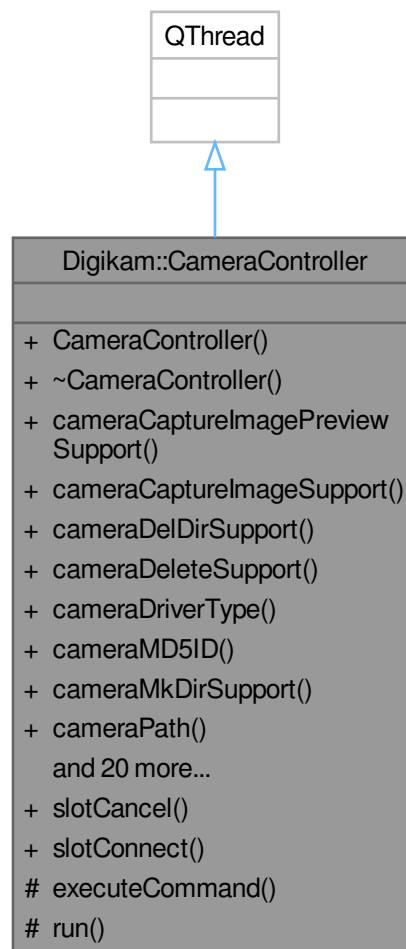 QThread
Digikam::CameraController
+ CameraController()
+ ~CameraController()
+ cameraCaptureImagePreview
Support()
+ cameraCaptureImageSupport()
+ cameraDelDirSupport()
+ cameraDeleteSupport()
+ cameraDriverType()
+ cameraMD5ID()
+ cameraMkDirSupport()
+ cameraPath()
and 20 more...
+ slotCancel()
+ slotConnect()
# executeCommand()
# run()